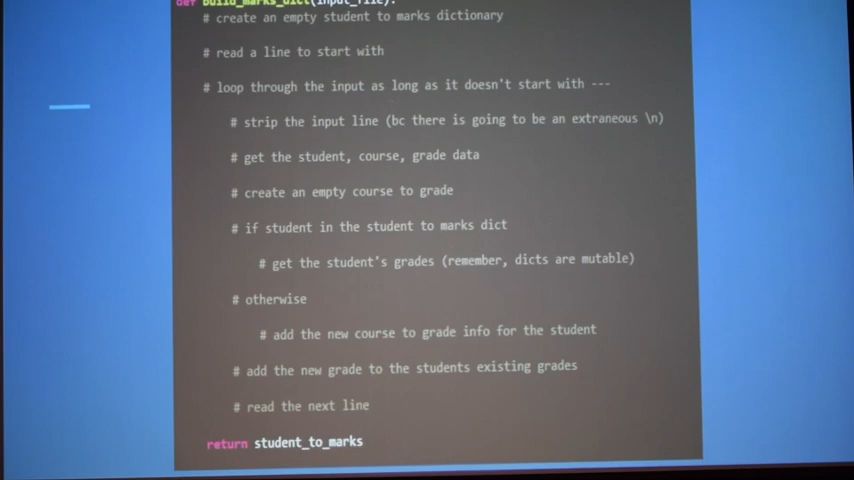 def build_marks_dict(input_file):
# create an empty student to marks dictionary
# read a line to start with
# loop through the input as long as it doesn't start with ---
# strip the input line (bc there is going to be an extraneous \n)
# get the student, course, grade data
# create an empty course to grade
# if student in the student to marks dict
# get the student's grades (remember, dicts are mutable)
# otherwise
# add the new course to grade info for the student
# add the new grade to the students existing grades
# read the next line
return student_to_marks